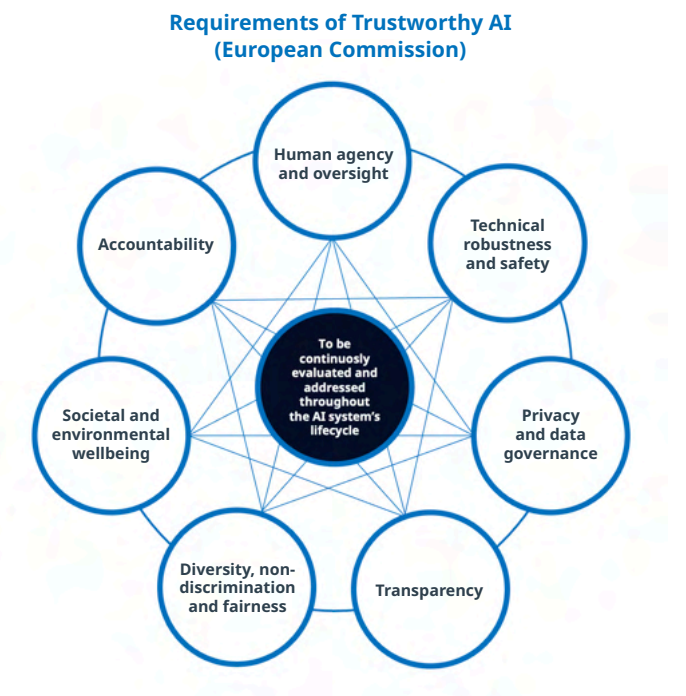 Requirements of Trustworthy AI
(European Commission)
Human agency
and oversight
Technical
robustness
and safety
Privacy
and data
governance
Transparency
Diversity, non-
discrimination
and fairness
Societal and
environmental
wellbeing
Accountability
To be
continuosly
evaluated and
addressed
throughout
the AI system's
lifecycle